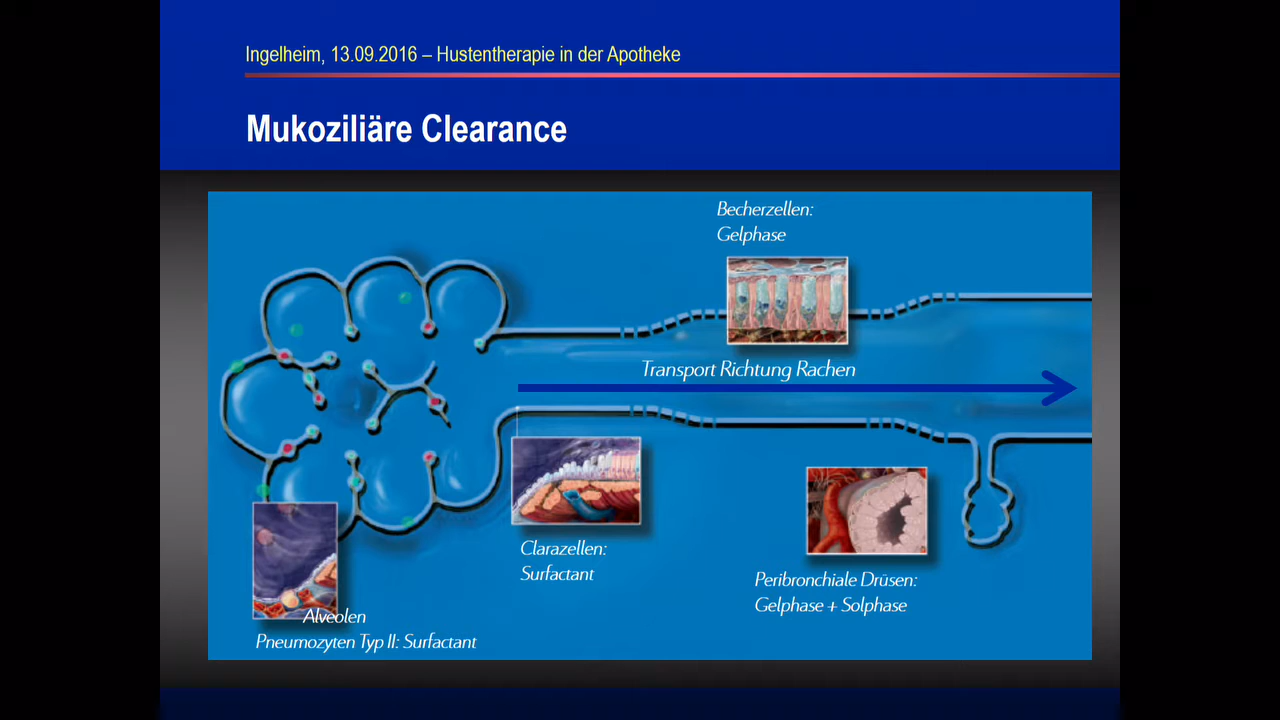 Ingelheim, 13.09.2016 – Hustentherapie in der Apotheke
Mukoziliäre Clearance
Becherzellen:
Gelphase
Transport Richtung Rachen
Clarazellen:
Surfactant
Peribronchiale Drüsen:
Gelphase + Solphase
Alveolen
Pneumozyten Typ II: Surfactant